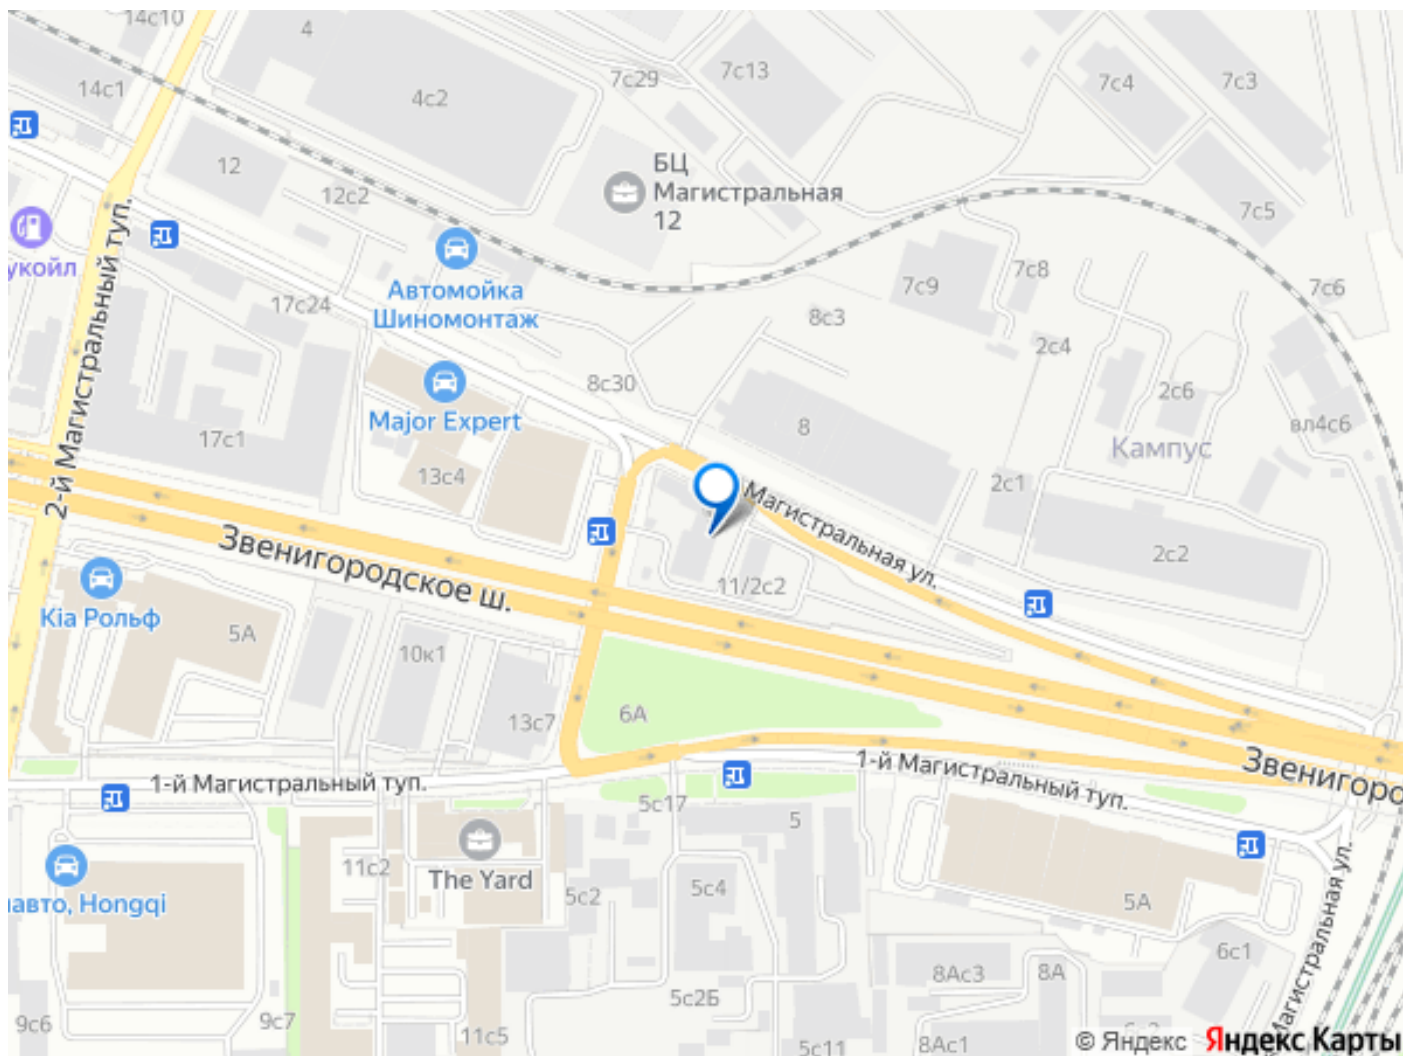 14с10
4
7с29
7с13
7с4
7с3
14с1
4с2
12
12с2
БЦ
Магистральная
12
7с5
укойл
2-й Магистральный туп.
Автомойка
Шиномонтаж
17с24
7с9
7с8
7с6
8с3
2с4
8с30
2с6
Major Expert
17с1
13с4
8
Кампус
вл4с6
2с1
Магистральная ул.
Звенигородское ш.
2с2
11/2с2
Kia Рольф
5А
10к1
13с7
6А
1-й Магистральный туп.
1-й Магистральный туп.
Звенигоро
5с17
5
11с2
The Yard
5с2
5с4
5А
навто, Hongqi
Магистральная ул.
6с1
8Ас3
8А
5с2Б
9с6
9с7
11с5
5с11
8Ас1
© Яндекс Яндекс Карты